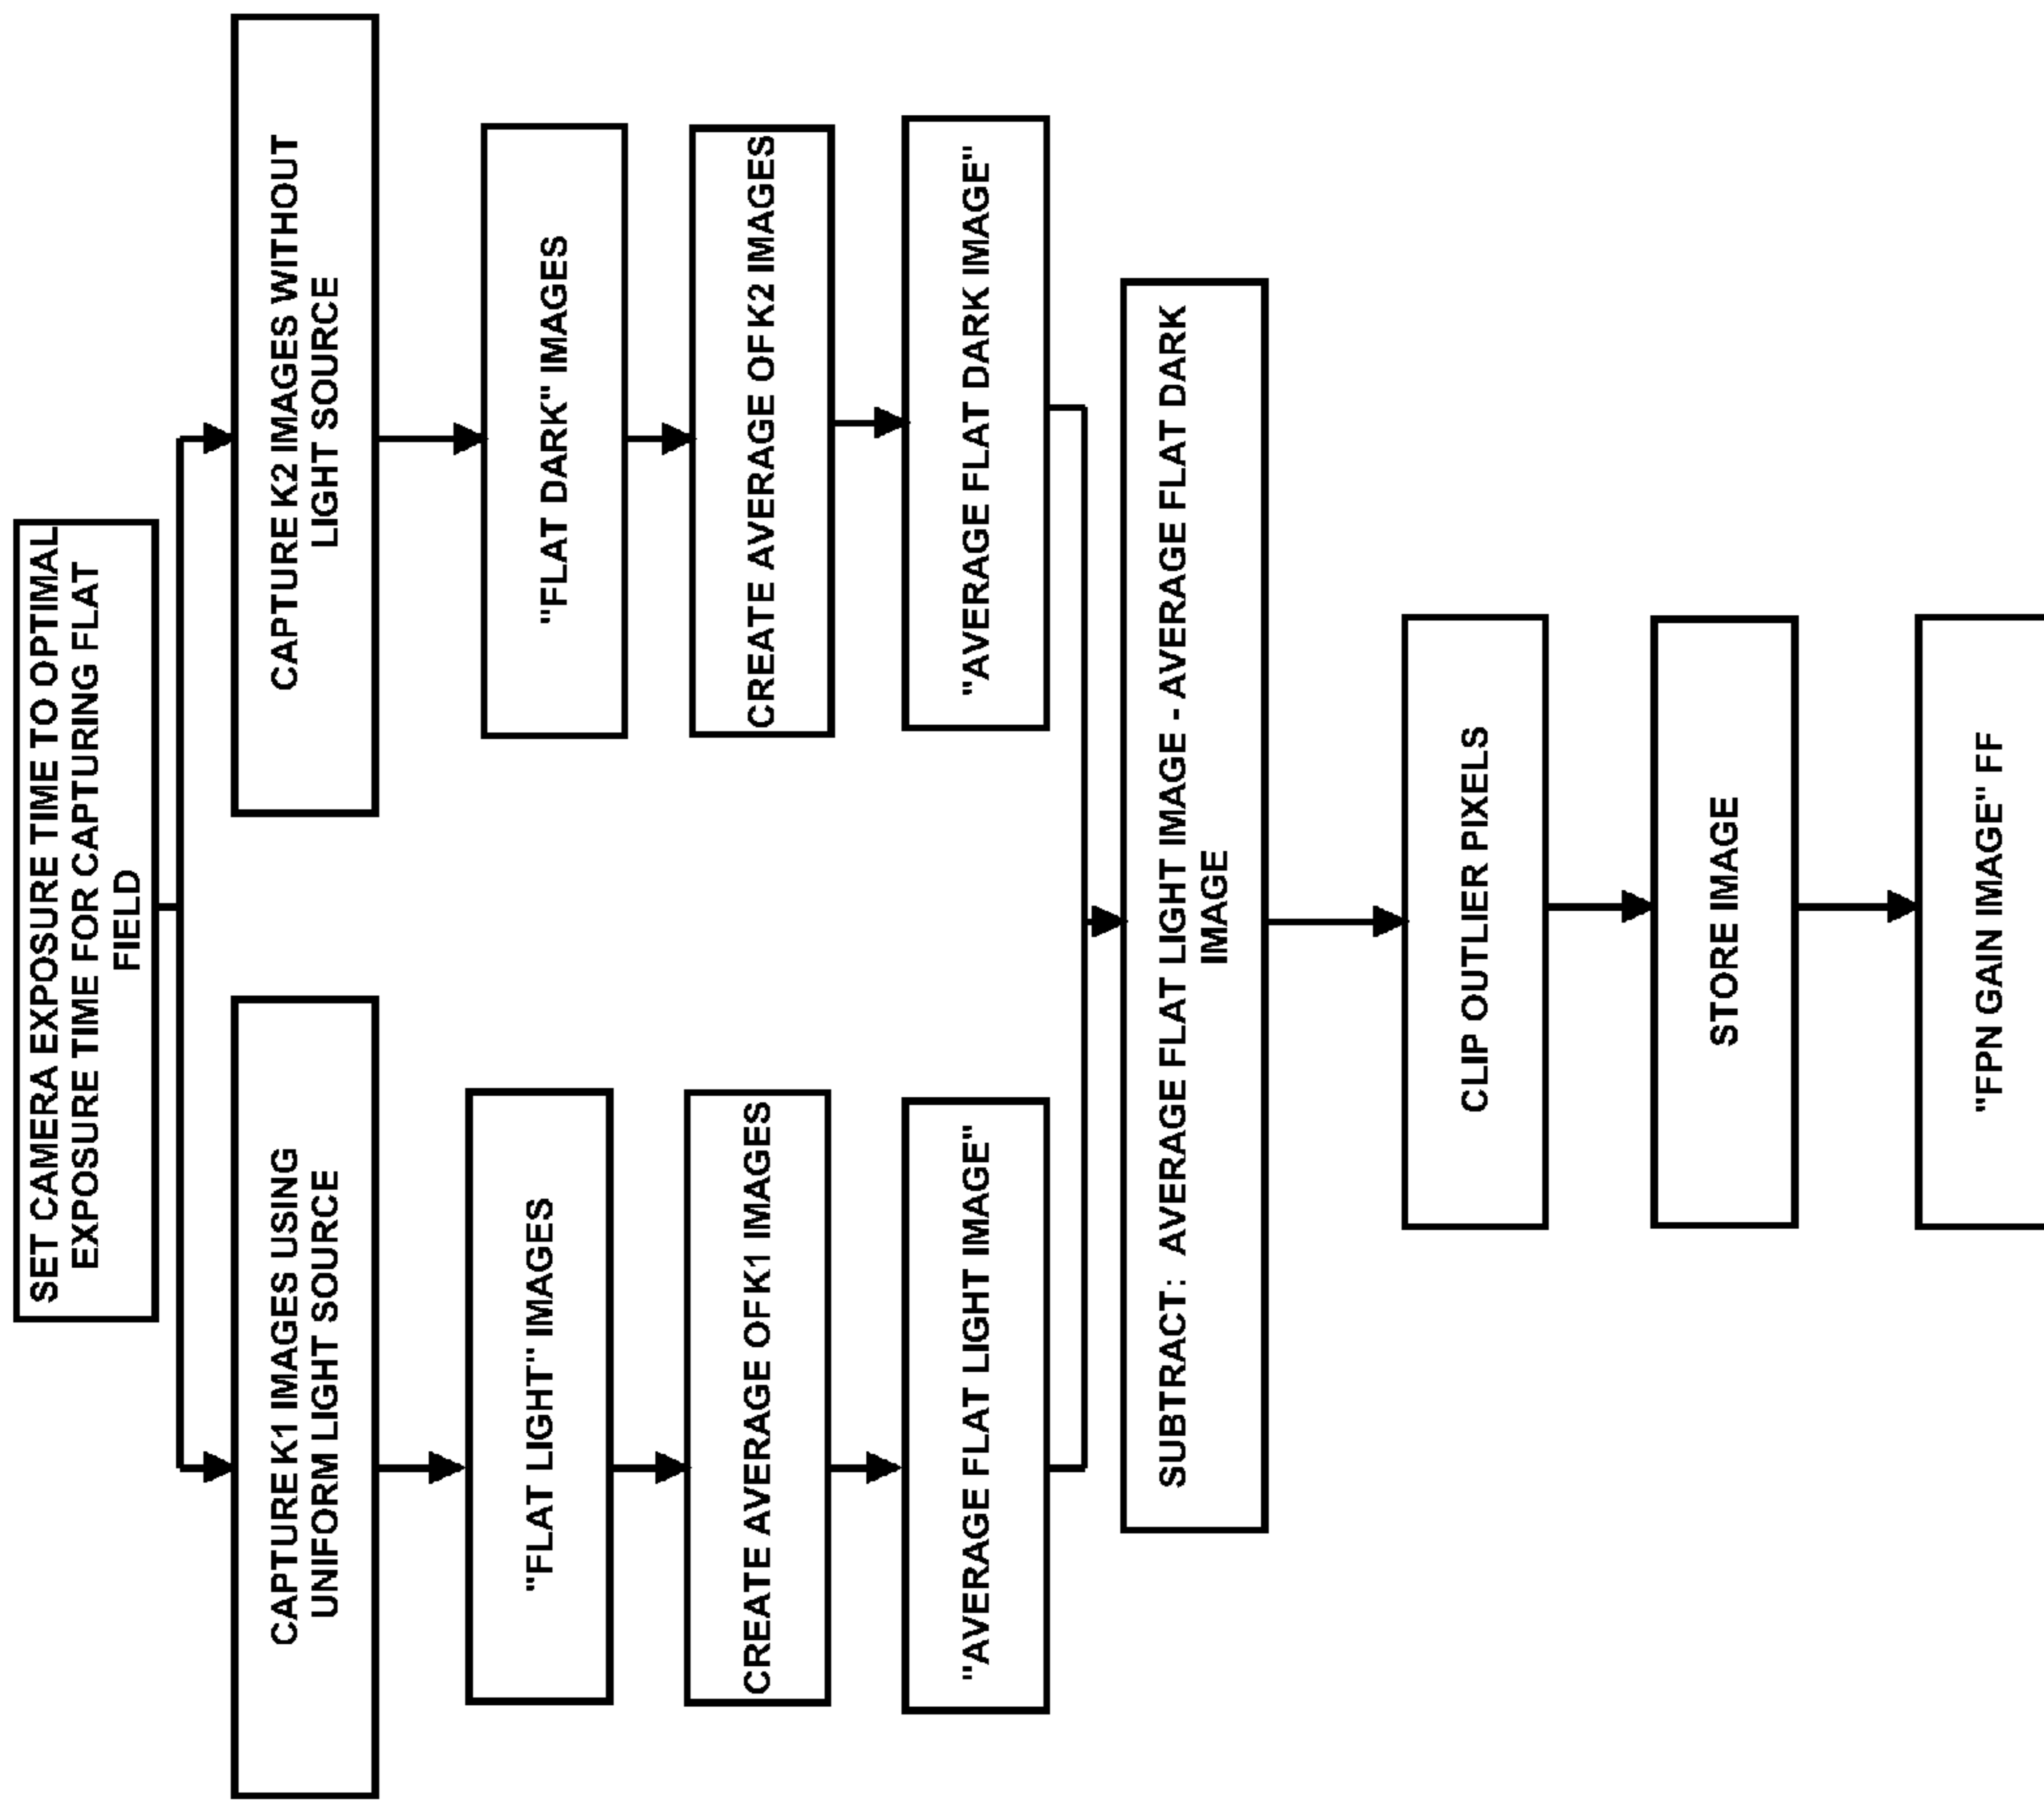 SET CAMERA EXPOSURE TIME TO OPTIMAL
EXPOSURE TIME FOR CAPTURING FLAT
FIELD
CAPTURE K1 IMAGES USING
UNIFORM LIGHT SOURCE
CAPTURE K2 IMAGES WITHOUT
LIGHT SOURCE
"FLAT LIGHT" IMAGES
"FLAT DARK" IMAGES
CREATE AVERAGE OF K1 IMAGES
CREATE AVERAGE OF K2 IMAGES
"AVERAGE FLAT LIGHT IMAGE"
"AVERAGE FLAT DARK IMAGE"
SUBTRACT: AVERAGE FLAT LIGHT IMAGE - AVERAGE FLAT DARK
IMAGE
CLIP OUTLIER PIXELS
STORE IMAGE
"FPN GAIN IMAGE" FF